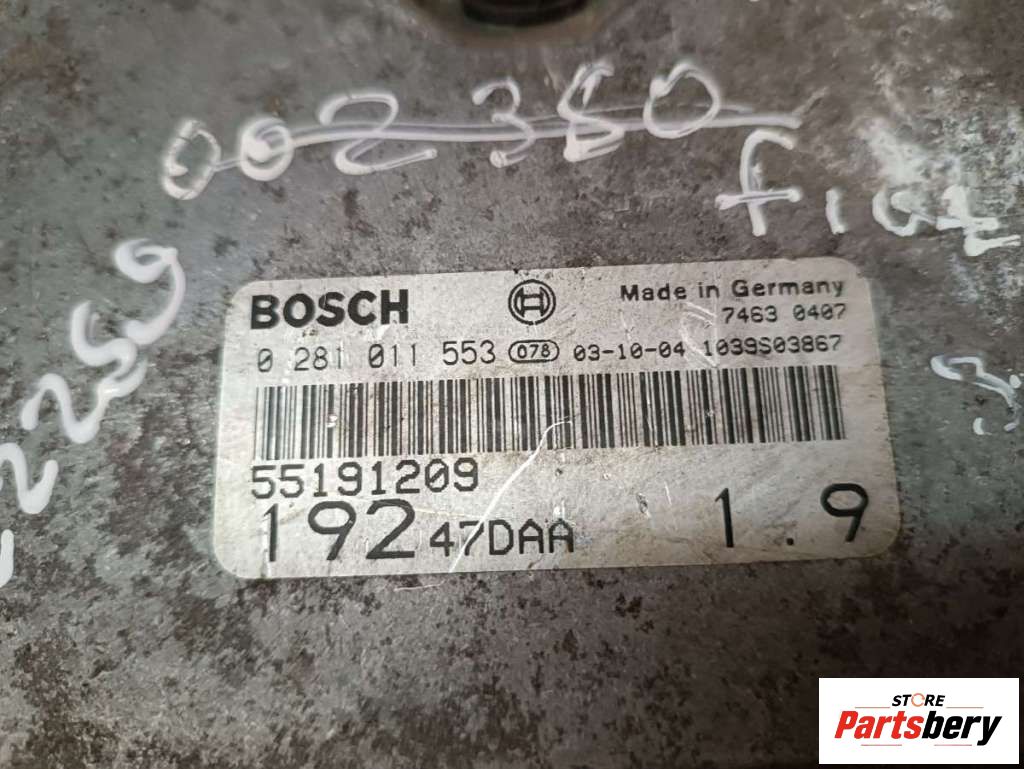 002380
Fiat
BOSCH
Made in Germany
7463 0407
0 281 011 553 078 03-10-04 1039S03867
55191209
192 47DAA 1.9
STORE
Partsbery